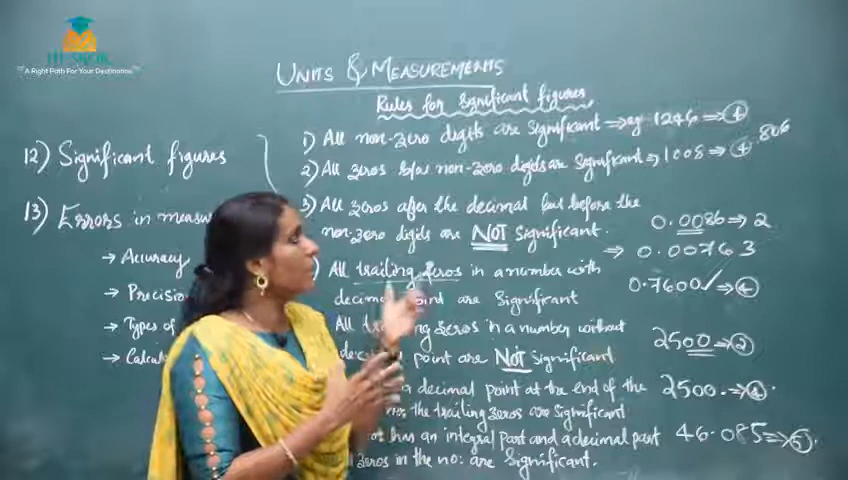 "A Right Path For Your Destination"
UNITS & MEASUREMENTS
Rules for Significant figures
12) Significant figures
13) Errors in measur
→ Accuracy
→ Precision
→ Types of
→ Calcul
1) All non-zero digits are Significant → eg 1246 ⇒ 4
2) All zeros b/w non-zero digits are Significant ⇒ 1008 ⇒ 4 806
3) All zeros after the decimal but before the
non-zero digits are NOT Significant. 0.0086 ⇒ 2
⇒ 0.00763
) All trailing zeros in a number with
decimal point are Significant 0.7600 ✓ → 4
All trailing zeros in a number without
decimal point are NOT Significant 2500 → 2
decimal point at the end of the 2500. → 4
no, the trailing zeros are Significant
has an integral part and a decimal part 46.085 ⇒ 5
zeros in the no: are Significant.